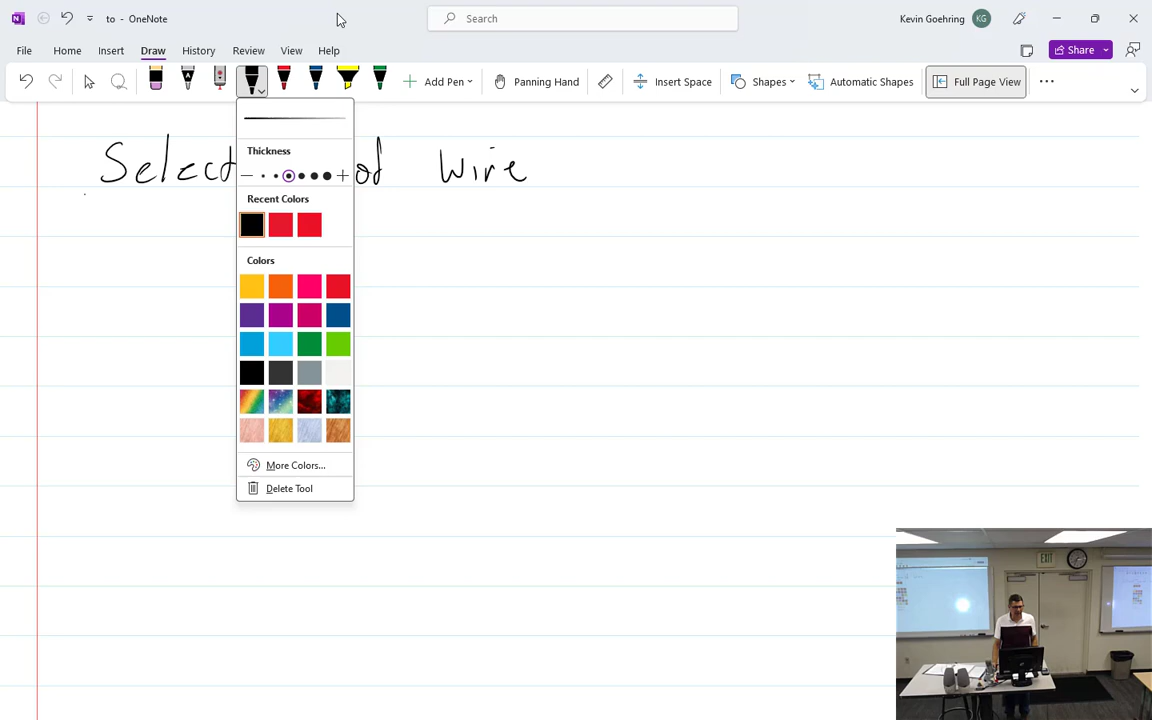 to - OneNote
Search
Kevin Goehring
KG
File Home Insert Draw History Review View Help
Share
Add Pen
Panning Hand
Insert Space
Shapes
Automatic Shapes
Full Page View
Select of Wire
Thickness
Recent Colors
Colors
More Colors...
Delete Tool
EXIT